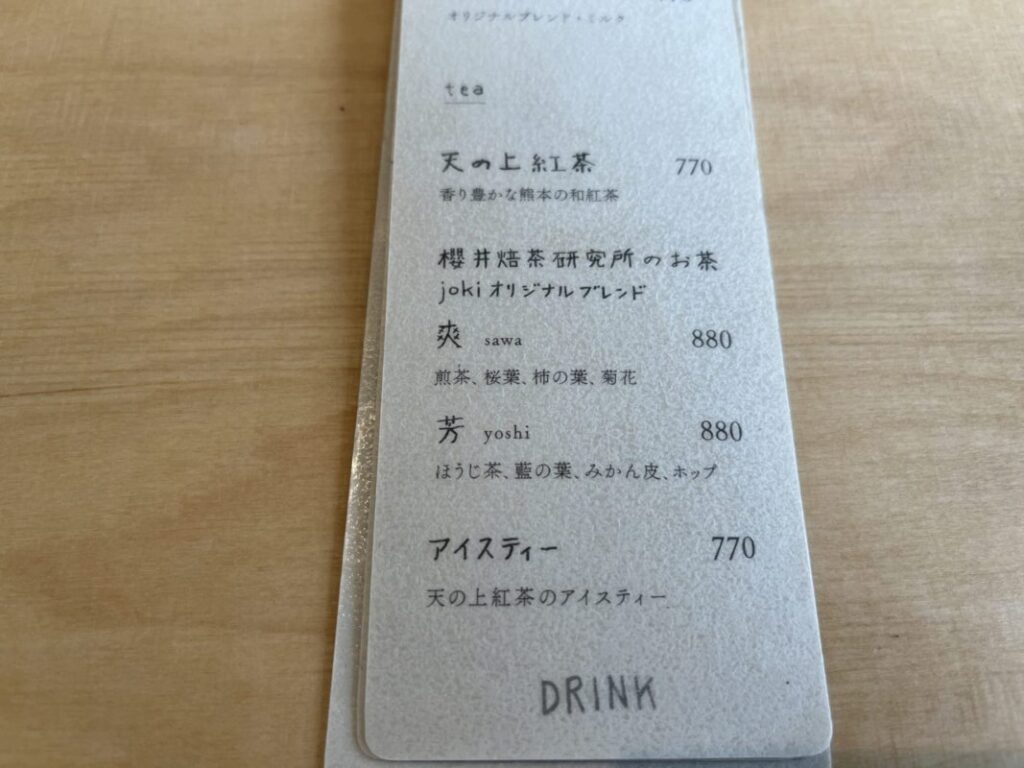 オリジナルブレンド・ミルク
tea
天の上紅茶 770
香り豊かな熊本の和紅茶
櫻井焙茶研究所のお茶
jokiオリジナルブレンド
爽 sawa 880
煎茶、桜葉、柿の葉、菊花
芳 yoshi 880
ほうじ茶、藍の葉、みかん皮、ホップ
アイスティー 770
天の上紅茶のアイスティー
DRINK